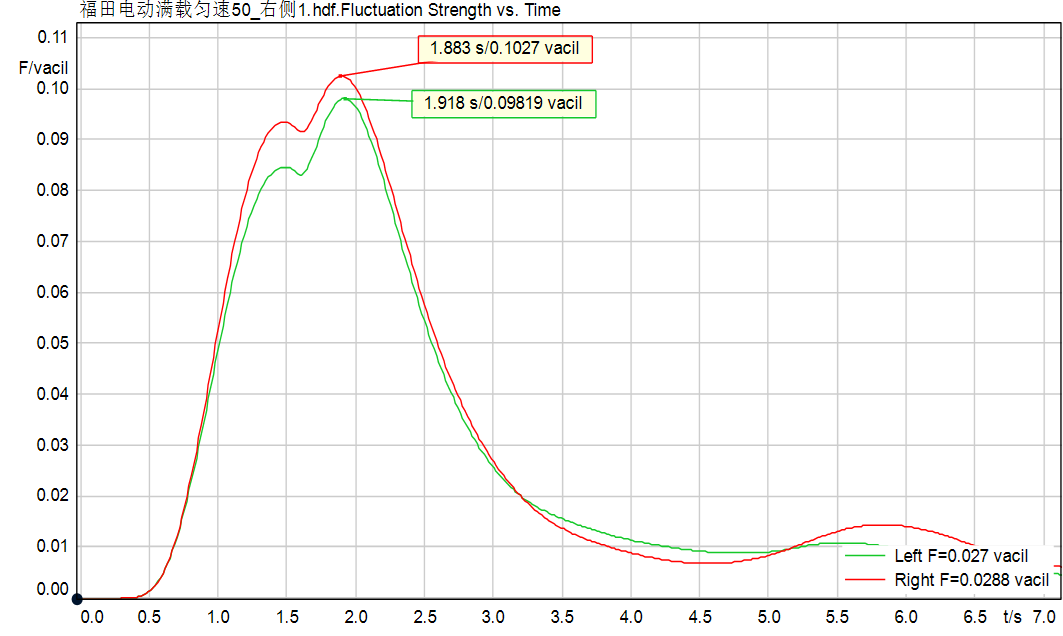 福田电动满载匀速50_右侧1.hdf.Fluctuation Strength vs. Time
0.11
F/vacil
0.10
0.09
0.08
0.07
0.06
0.05
0.04
0.03
0.02
0.01
0.00
1.883 s/0.1027 vacil
1.918 s/0.09819 vacil
Left F=0.027 vacil
Right F=0.0288 vacil
0.0 0.5 1.0 1.5 2.0 2.5 3.0 3.5 4.0 4.5 5.0 5.5 6.0 6.5 t/s 7.0